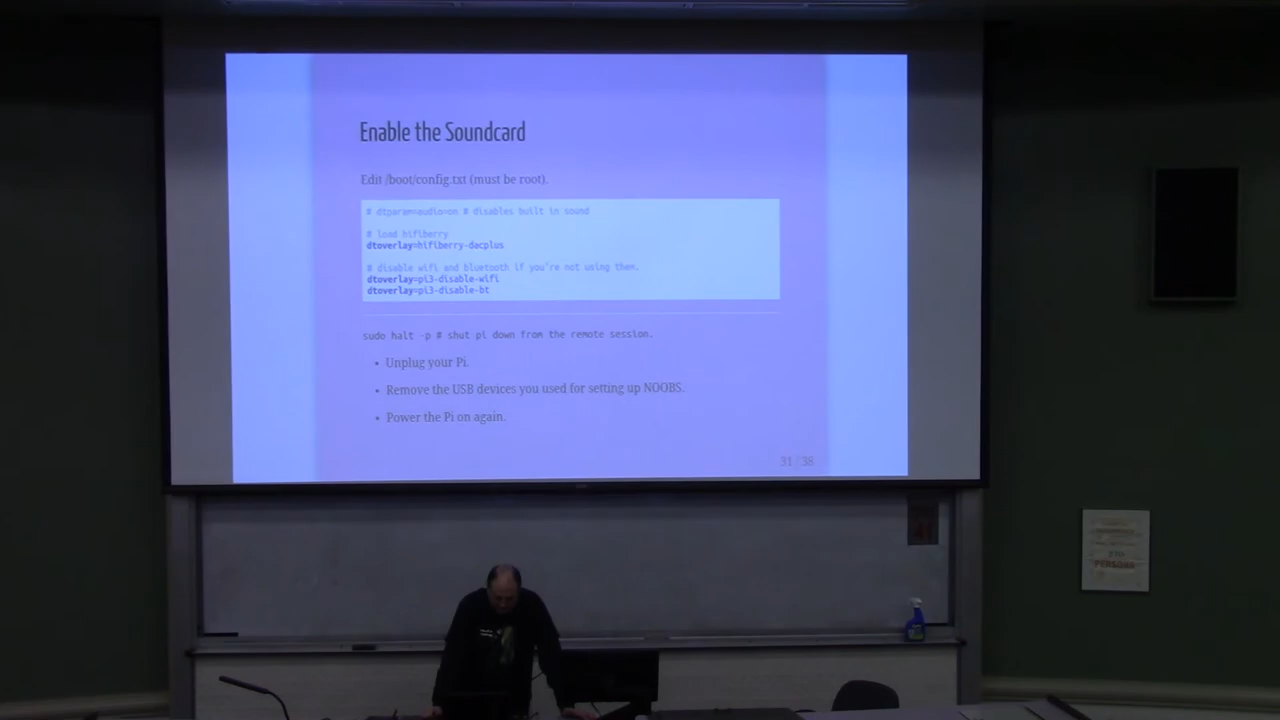 Enable the Soundcard
Edit /boot/config.txt (must be root).
# dtparam=audio=on # disables built in sound
# load hifiberry
dtoverlay=hifiberry-dacplus
# disable wifi and bluetooth if you're not using them.
dtoverlay=pi3-disable-wifi
dtoverlay=pi3-disable-bt
sudo halt -p # shut pi down from the remote session.
• Unplug your Pi.
• Remove the USB devices you used for setting up NOOBS.
• Power the Pi on again.
31 / 38
PERSONS